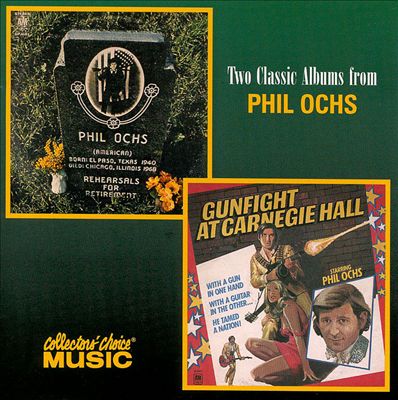 Two Classic Albums from
PHIL OCHS
PHIL OCHS
(AMERICAN)
BORN: EL PASO, TEXAS 1940
DIED: CHICAGO, ILLINOIS 1968
REHEARSALS
FOR
RETIREMENT
GUNFIGHT
AT CARNEGIE HALL
WITH A GUN
IN ONE HAND
WITH A GUITAR
IN THE OTHER...
HE TAMED
A NATION!
STARRING
PHIL OCHS
collectors' choice®
MUSIC